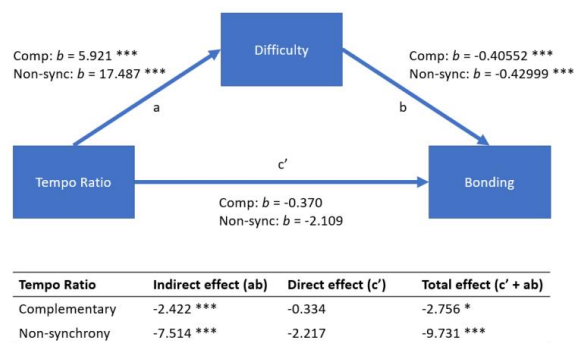 Difficulty
Comp: b = 5.921 ***
Non-sync: b = 17.487 ***
Comp: b = -0.40552 ***
Non-sync: b = -0.42999 ***
a
b
Tempo Ratio
c’
Bonding
Comp: b = -0.370
Non-sync: b = -2.109
Tempo Ratio Indirect effect (ab) Direct effect (c’) Total effect (c’ + ab)
Complementary -2.422 *** -0.334 -2.756 *
Non-synchrony -7.514 *** -2.217 -9.731 ***